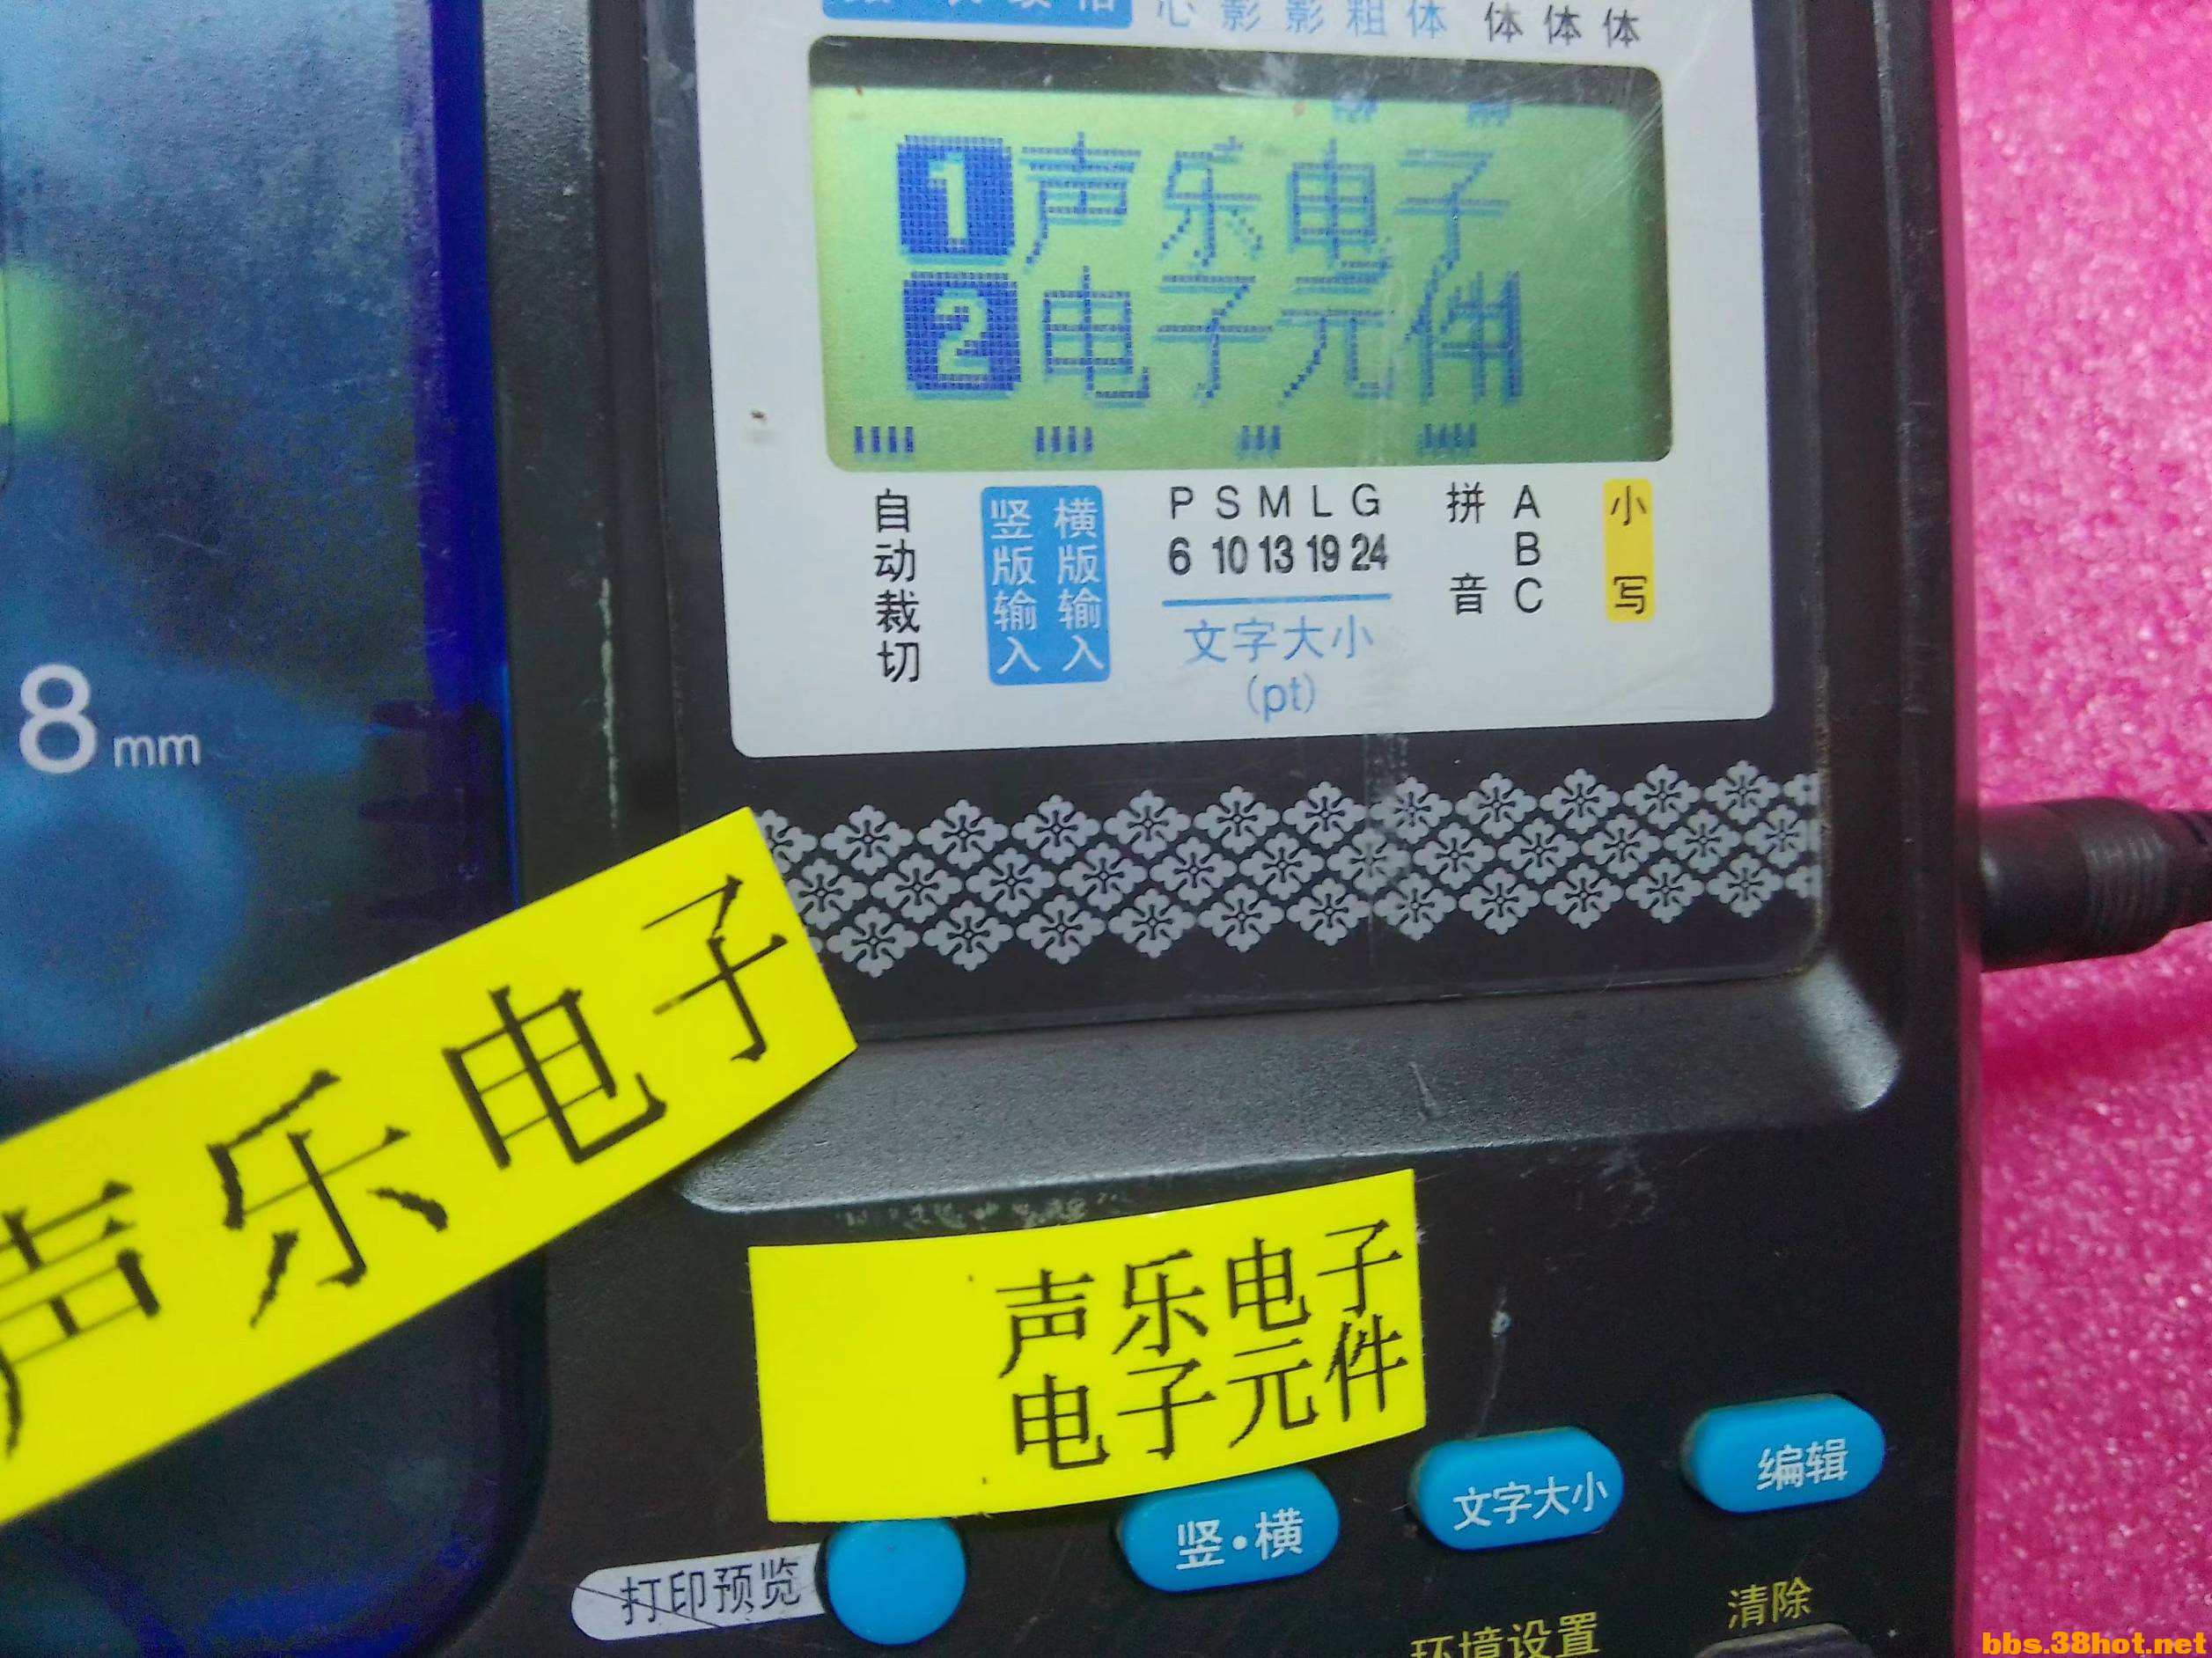 心 影 影 粗 体 体 体 体
1 声乐电子
2 电子元件
自动裁切
竖版输入
横版输入
P S M L G
6 10 13 19 24
文字大小
(pt)
拼音
A
B
C
小写
8mm
声乐电子
声乐电子
电子元件
竖·横
文字大小
编辑
打印预览
环境设置
清除
bbs.38hot.net